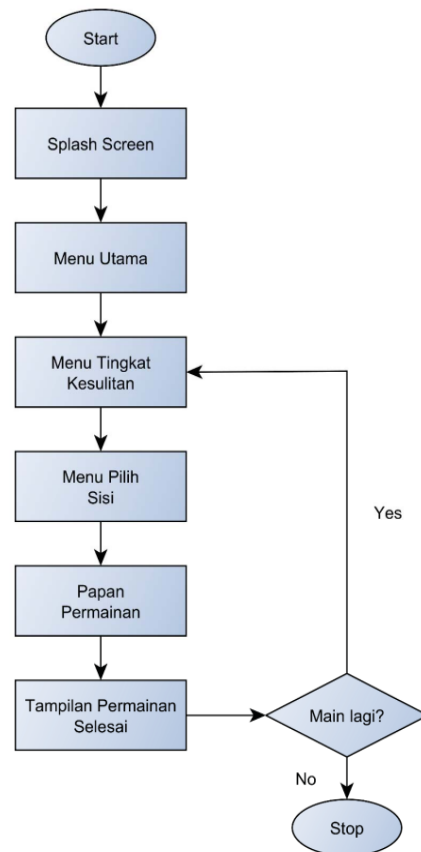 Start
Splash Screen
Menu Utama
Menu Tingkat
Kesulitan
Menu Pilih
Sisi
Yes
Papan
Permainan
Tampilan Permainan
Selesai
Main lagi?
No
Stop